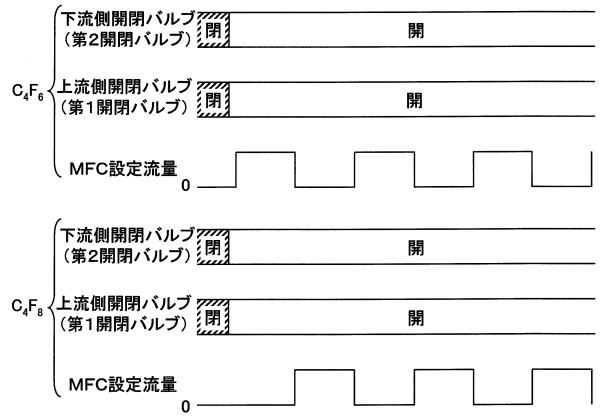 下流側開閉バルブ
(第2開閉バルブ)
閉
開
C4F6
上流側開閉バルブ
(第1開閉バルブ)
閉
開
MFC設定流量
0
下流側開閉バルブ
(第2開閉バルブ)
閉
開
C4F8
上流側開閉バルブ
(第1開閉バルブ)
閉
開
MFC設定流量
0